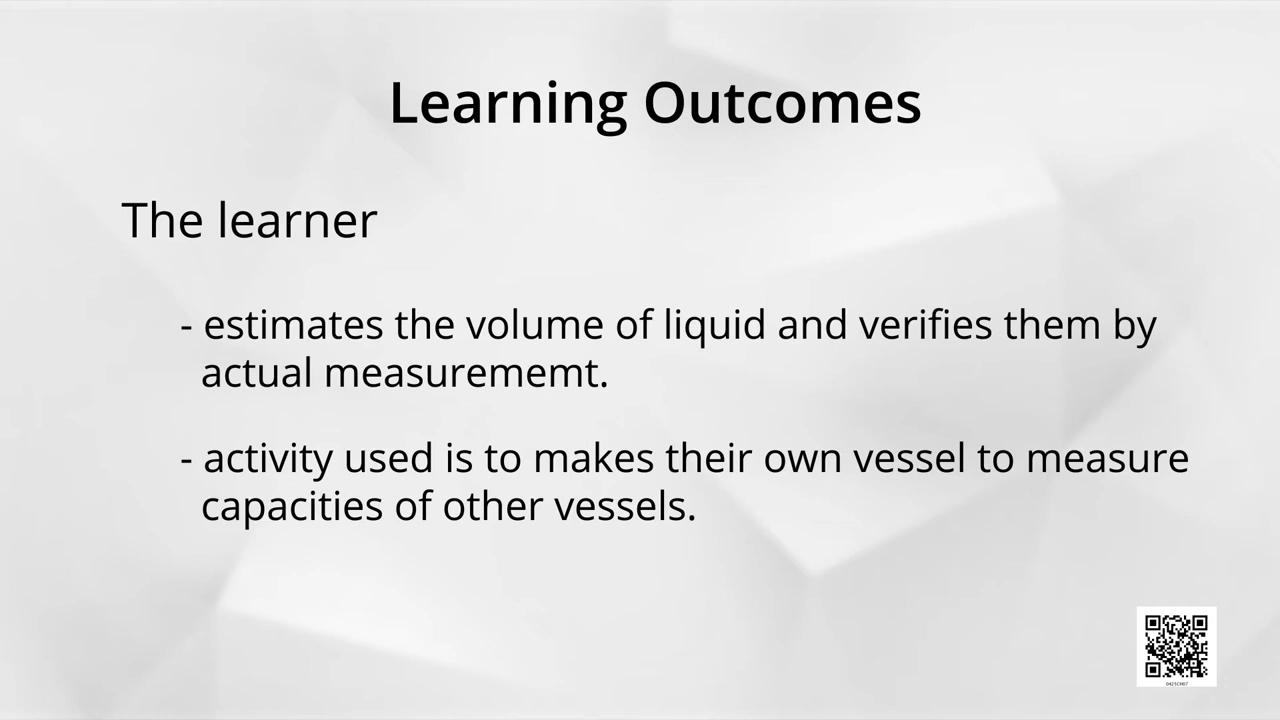 Learning Outcomes
The learner
- estimates the volume of liquid and verifies them by
actual measurememt.
- activity used is to makes their own vessel to measure
capacities of other vessels.